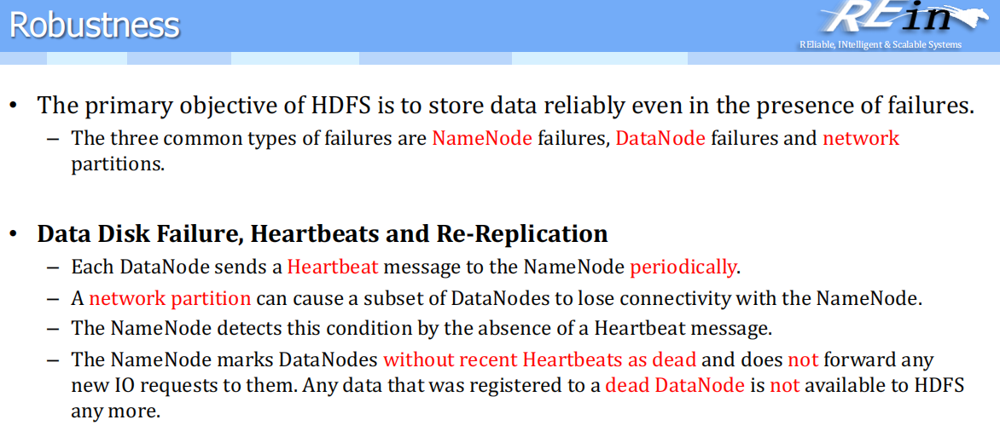 Robustness
REin
REliable, INtelligent & Scalable Systems
• The primary objective of HDFS is to store data reliably even in the presence of failures.
– The three common types of failures are NameNode failures, DataNode failures and network
partitions.
• Data Disk Failure, Heartbeats and Re-Replication
– Each DataNode sends a Heartbeat message to the NameNode periodically.
– A network partition can cause a subset of DataNodes to lose connectivity with the NameNode.
– The NameNode detects this condition by the absence of a Heartbeat message.
– The NameNode marks DataNodes without recent Heartbeats as dead and does not forward any
new IO requests to them. Any data that was registered to a dead DataNode is not available to HDFS
any more.